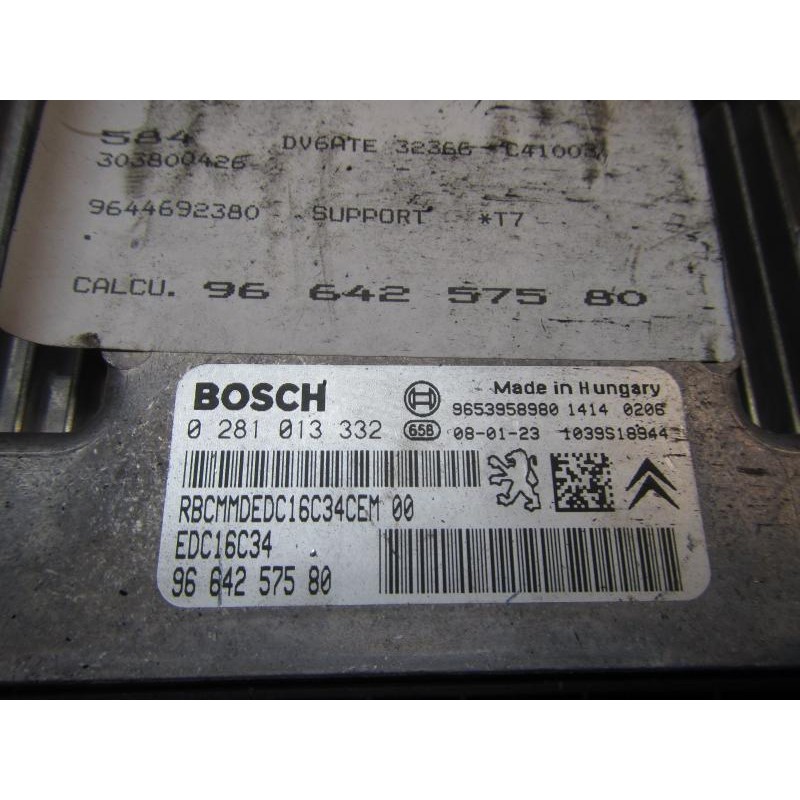 584 DV6ATE 32366 C41003
303800426
9644692380 SUPPORT *T7
CALCU. 96 642 575 80
BOSCH Made in Hungary
9653958980 1414 0206
0 281 013 332 658 08-01-23 1039S18944
RBCMMDEDC16C34CEM 00
EDC16C34
96 642 575 80